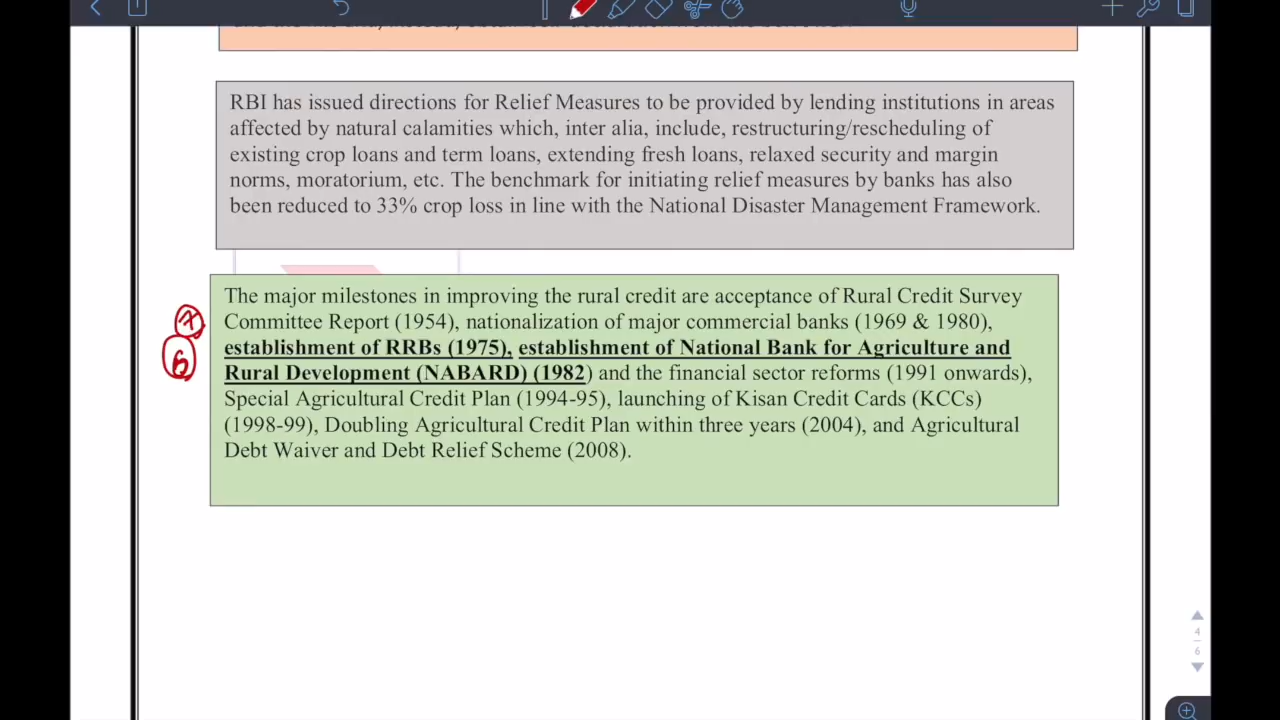 RBI has issued directions for Relief Measures to be provided by lending institutions in areas
affected by natural calamities which, inter alia, include, restructuring/rescheduling of
existing crop loans and term loans, extending fresh loans, relaxed security and margin
norms, moratorium, etc. The benchmark for initiating relief measures by banks has also
been reduced to 33% crop loss in line with the National Disaster Management Framework.
The major milestones in improving the rural credit are acceptance of Rural Credit Survey
Committee Report (1954), nationalization of major commercial banks (1969 & 1980),
establishment of RRBs (1975), establishment of National Bank for Agriculture and
Rural Development (NABARD) (1982) and the financial sector reforms (1991 onwards),
Special Agricultural Credit Plan (1994-95), launching of Kisan Credit Cards (KCCs)
(1998-99), Doubling Agricultural Credit Plan within three years (2004), and Agricultural
Debt Waiver and Debt Relief Scheme (2008).
6
4
6